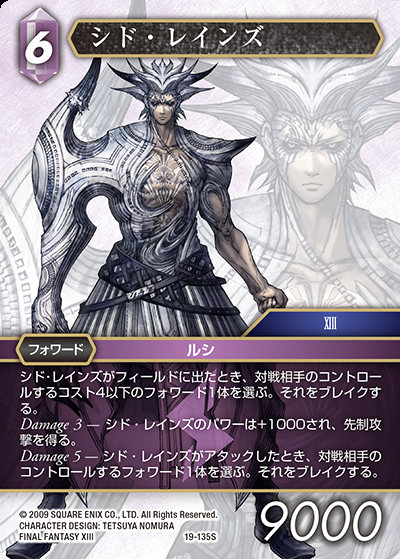 6
シド・レインズ
XIII
フォワード
ルシ
シド・レインズがフィールドに出たとき、対戦相手のコントロー
ルするコスト4以下のフォワード1体を選ぶ。それをブレイクす
る。
Damage 3 ― シド・レインズのパワーは+1000され、先制攻
撃を得る。
Damage 5 ― シド・レインズがアタックしたとき、対戦相手の
コントロールするフォワード1体を選ぶ。それをブレイクする。
© 2009 SQUARE ENIX CO., LTD. All Rights Reserved.
CHARACTER DESIGN: TETSUYA NOMURA
FINAL FANTASY XIII
19-135S
9000